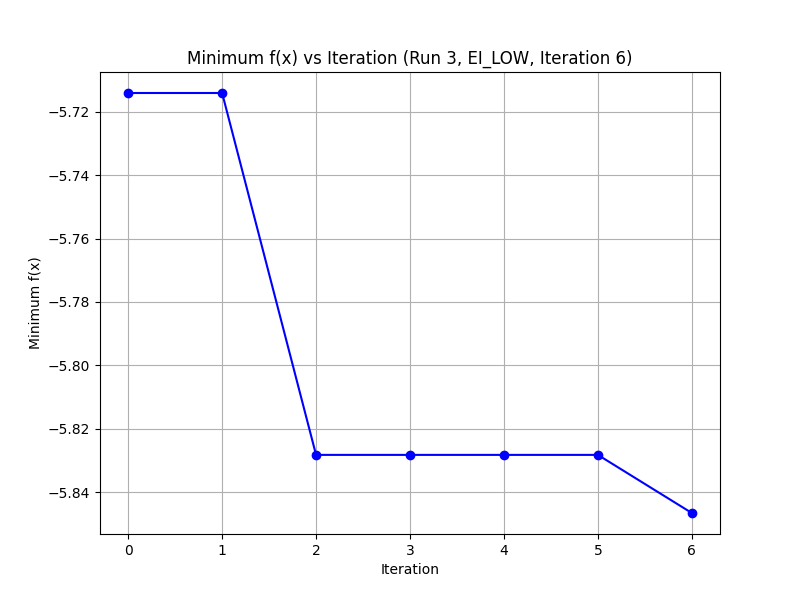 Minimum f(x) vs Iteration (Run 3, EI_LOW, Iteration 6)
−5.72
−5.74
−5.76
−5.78
−5.80
−5.82
−5.84
Minimum f(x)
0 1 2 3 4 5 6
Iteration